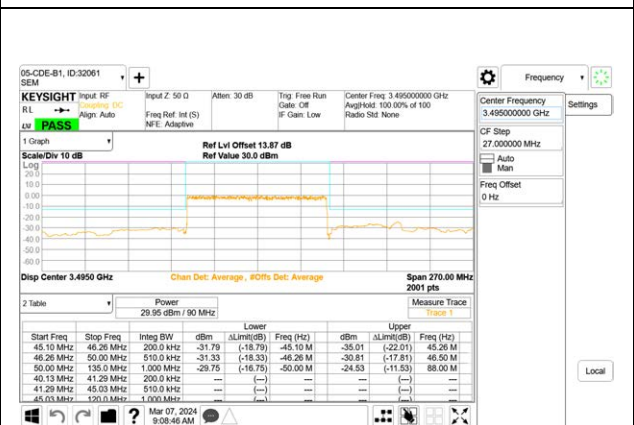 05-CDE-B1, ID:32061
SEM
Frequency
KEYSIGHT Input: RF Input Z: 50 Ω Atten: 30 dB Trig: Free Run Center Freq: 3.495000000 GHz
RL Coupling: DC Gate: Off Avg|Hold: 100.00% of 100
Align: Auto Freq Ref: Int (S) IF Gain: Low Radio Std: None
PASS NFE: Adaptive
Center Frequency
3.495000000 GHz
Settings
CF Step
27.000000 MHz
Auto
Man
Freq Offset
0 Hz
1 Graph
Ref Lvl Offset 13.87 dB
Scale/Div 10 dB Ref Value 30.0 dBm
Log
20.0
10.0
0.00
-10.0
-20.0
-30.0
-40.0
-50.0
-60.0
Disp Center 3.4950 GHz Chan Det: Average, #Offs Det: Average Span 270.00 MHz
2001 pts
2 Table Power Measure Trace
29.95 dBm / 90 MHz Trace 1
Lower Upper
Start Freq Stop Freq Integ BW dBm ΔLimit(dB) Freq (Hz) dBm ΔLimit(dB) Freq (Hz)
45.10 MHz 46.26 MHz 200.0 kHz -31.79 (-18.79) -45.10 M -35.01 (-22.01) 45.26 M
46.26 MHz 50.00 MHz 510.0 kHz -31.33 (-18.33) -46.26 M -30.81 (-17.81) 46.50 M
50.00 MHz 135.0 MHz 1.000 MHz -29.75 (-16.75) -50.00 M -24.53 (-11.53) 88.00 M
40.13 MHz 41.29 MHz 200.0 kHz --- (---) --- --- (---) ---
41.29 MHz 45.03 MHz 510.0 kHz --- (---) --- --- (---) ---
45.03 MHz 120.0 MHz 1.000 MHz --- (---) --- --- (---) ---
Local
Mar 07, 2024
9:08:46 AM